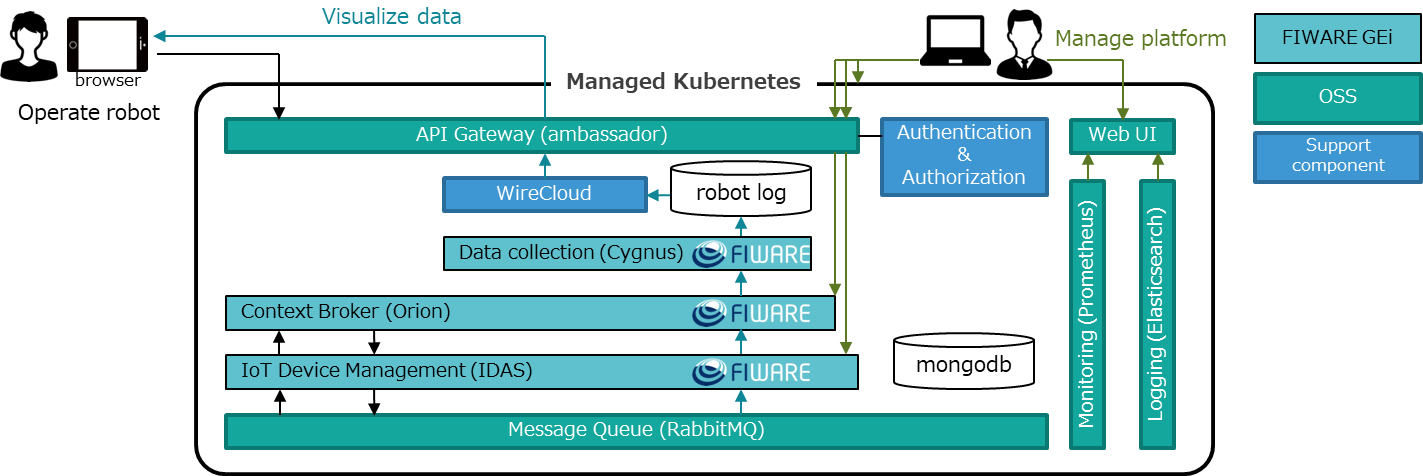 Visualize data
browser
Operate robot
Manage platform
FIWARE GEi
OSS
Support
component
Managed Kubernetes
API Gateway (ambassador)
Authentication
&
Authorization
Web UI
WireCloud
robot log
Data collection (Cygnus)
FIWARE
Context Broker (Orion)
FIWARE
IoT Device Management (IDAS)
FIWARE
mongodb
Message Queue (RabbitMQ)
Monitoring (Prometheus)
Logging (Elasticsearch)